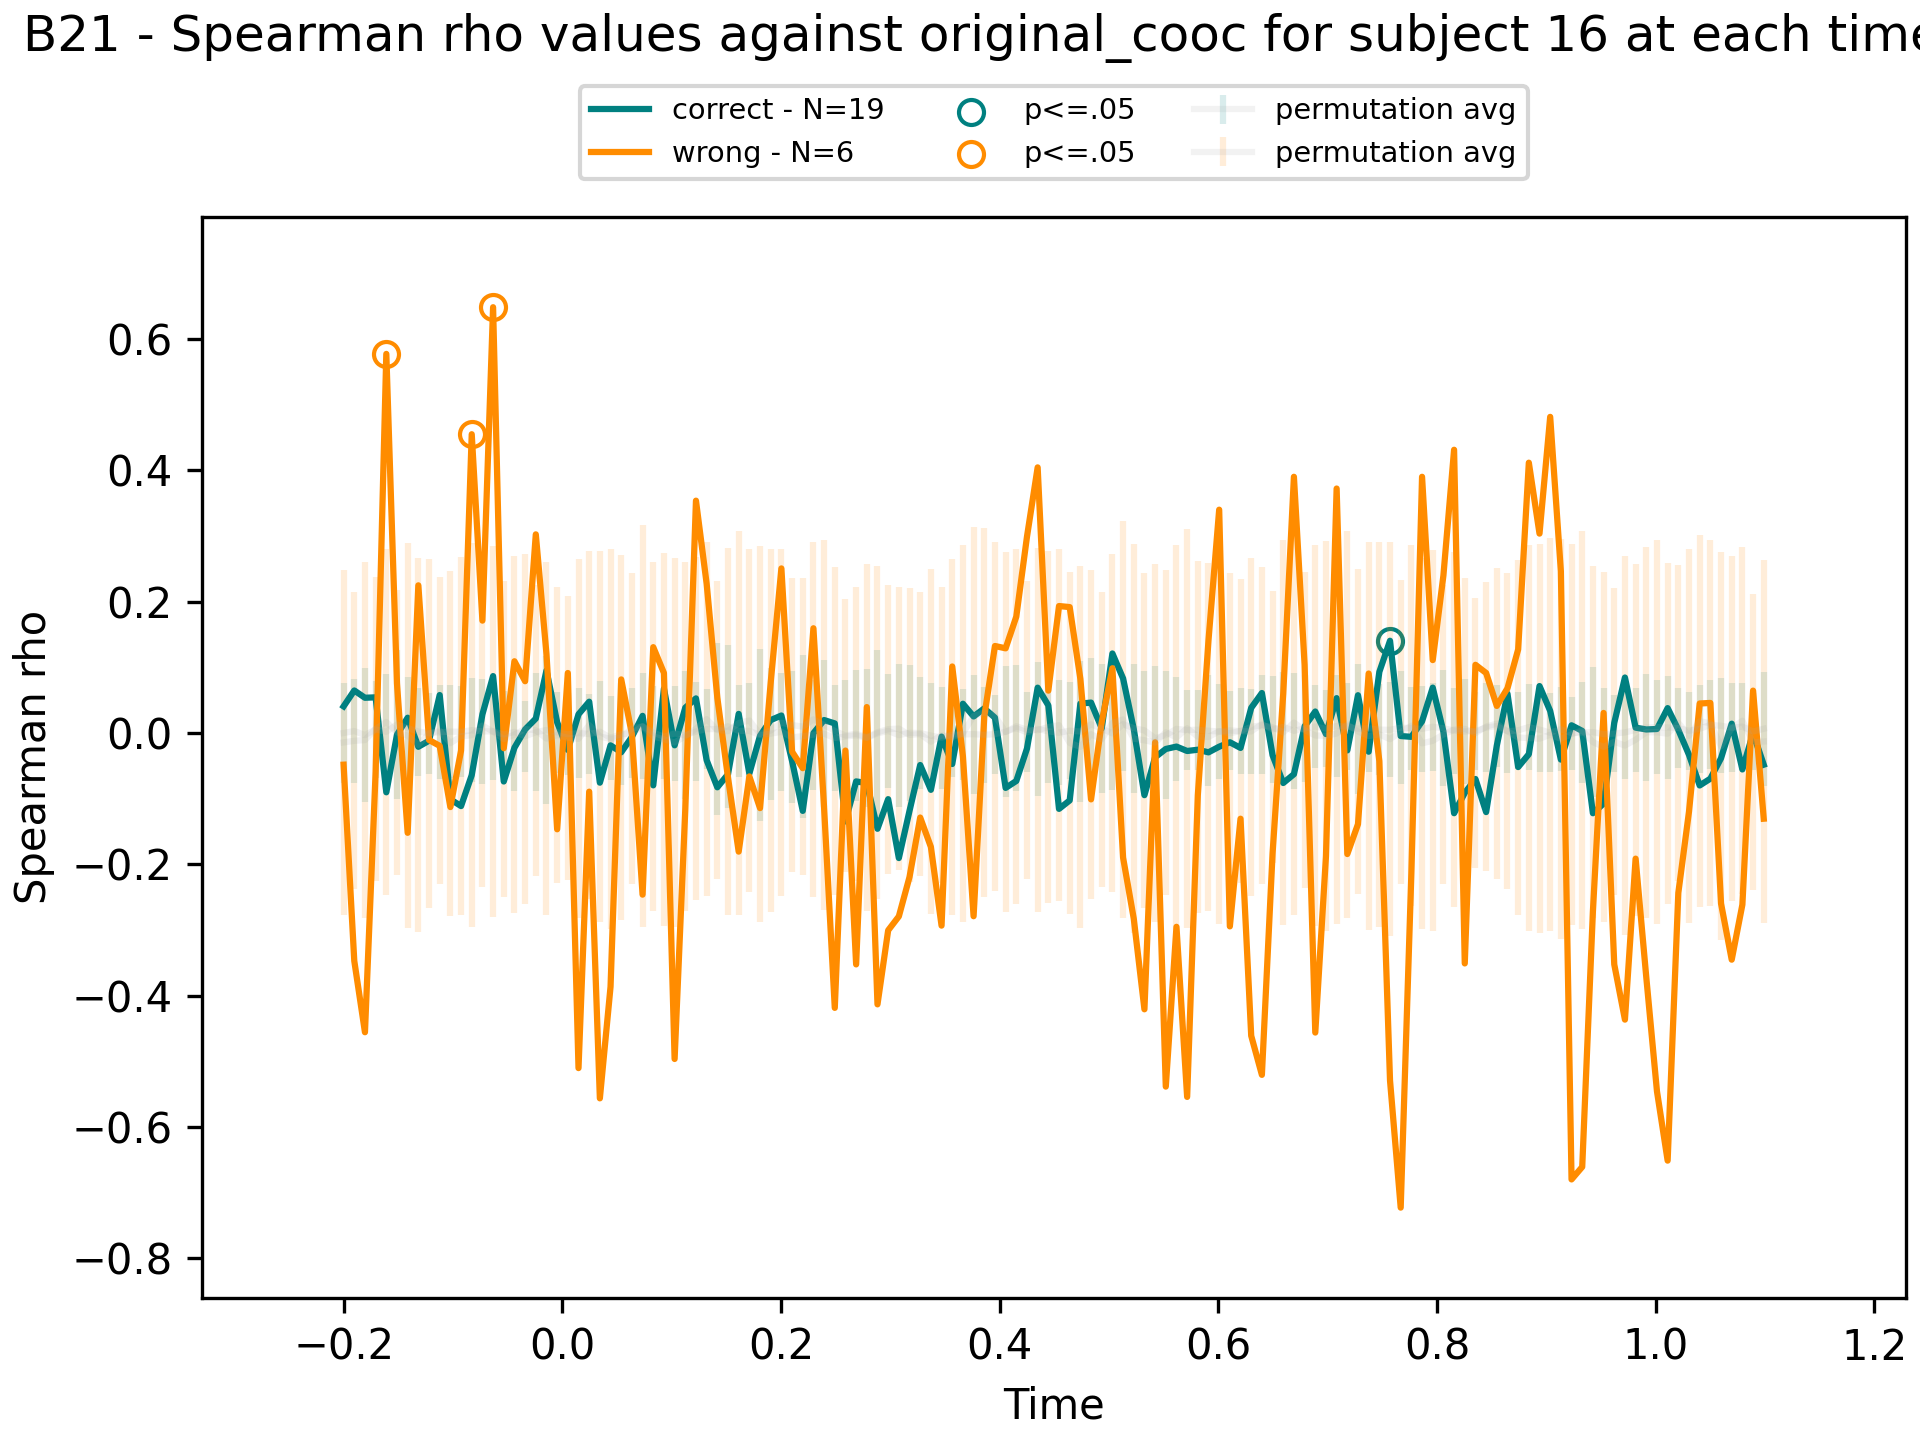 B21 - Spearman rho values against original_cooc for subject 16 at each time
correct - N=19 p<=.05 permutation avg
wrong - N=6 p<=.05 permutation avg
Spearman rho
0.6
0.4
0.2
0.0
−0.2
−0.4
−0.6
−0.8
−0.2 0.0 0.2 0.4 0.6 0.8 1.0 1.2
Time